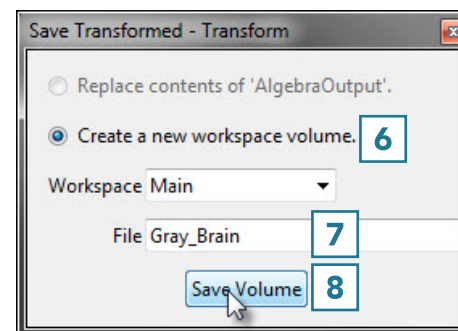 Save Transformed - Transform
Replace contents of 'AlgebraOutput'.
Create a new workspace volume. 6
Workspace Main
File Gray_Brain 7
Save Volume 8